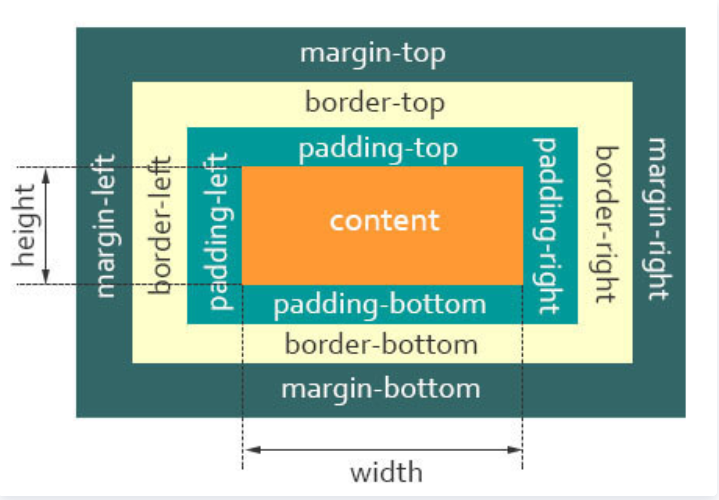 margin-top
border-top
padding-top
height
margin-left
border-left
padding-left
content
padding-right
border-right
margin-right
padding-bottom
border-bottom
margin-bottom
width